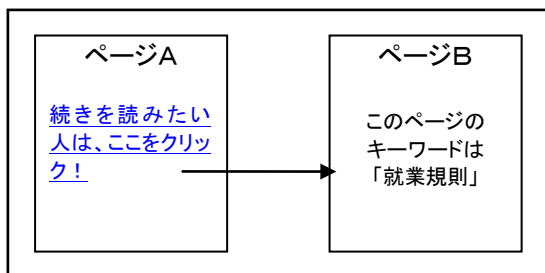 ページA
続きを読みたい
人は、ここをクリッ
ク！
ページB
このページの
キーワードは
「就業規則」